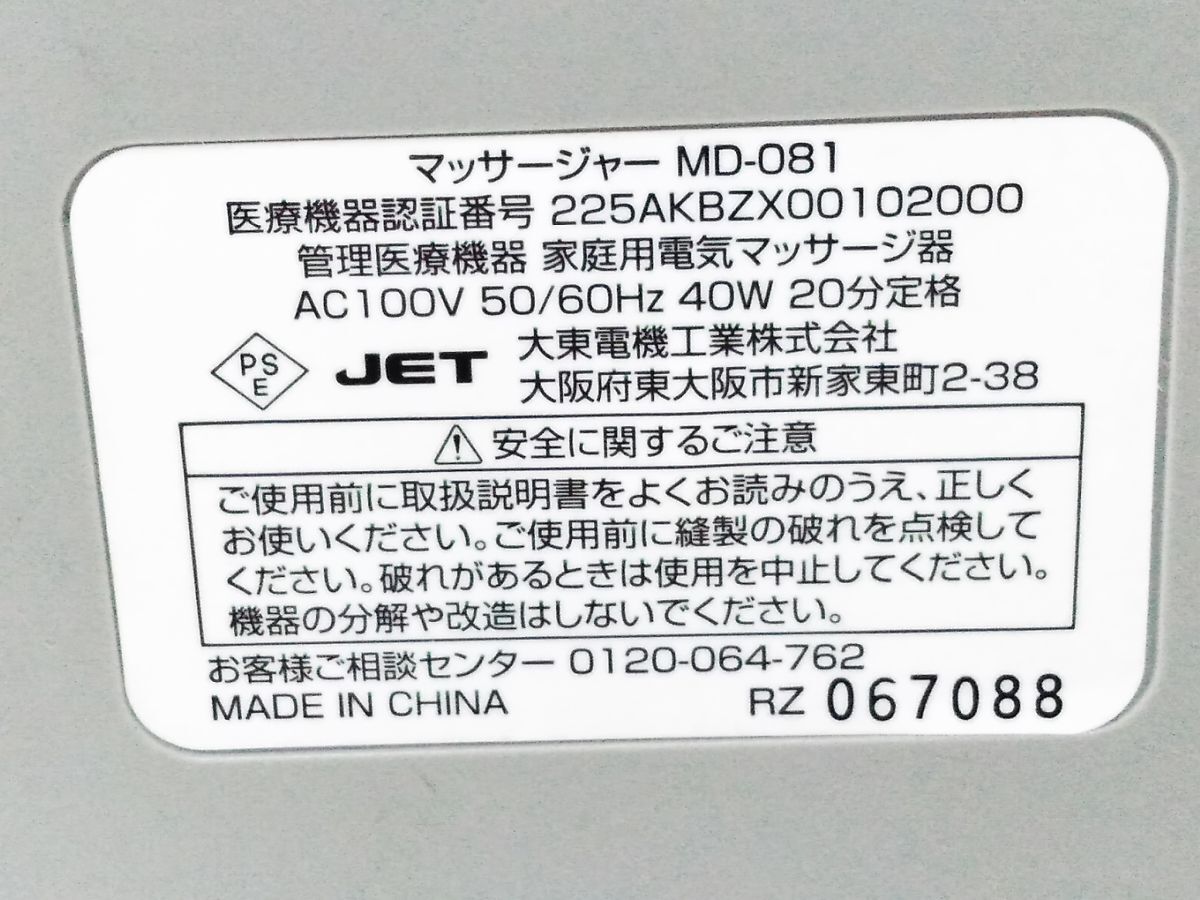 マッサージャー MD-081
医療機器認証番号 225AKBZX00102000
管理医療機器 家庭用電気マッサージ器
AC100V 50/60Hz 40W 20分定格
PS
E
JET
大東電機工業株式会社
大阪府東大阪市新家東町2-38
安全に関するご注意
ご使用前に取扱説明書をよくお読みのうえ、正しく
お使いください。ご使用前に縫製の破れを点検して
ください。破れがあるときは使用を中止してください。
機器の分解や改造はしないでください。
お客様ご相談センター 0120-064-762
MADE IN CHINA
RZ 067088